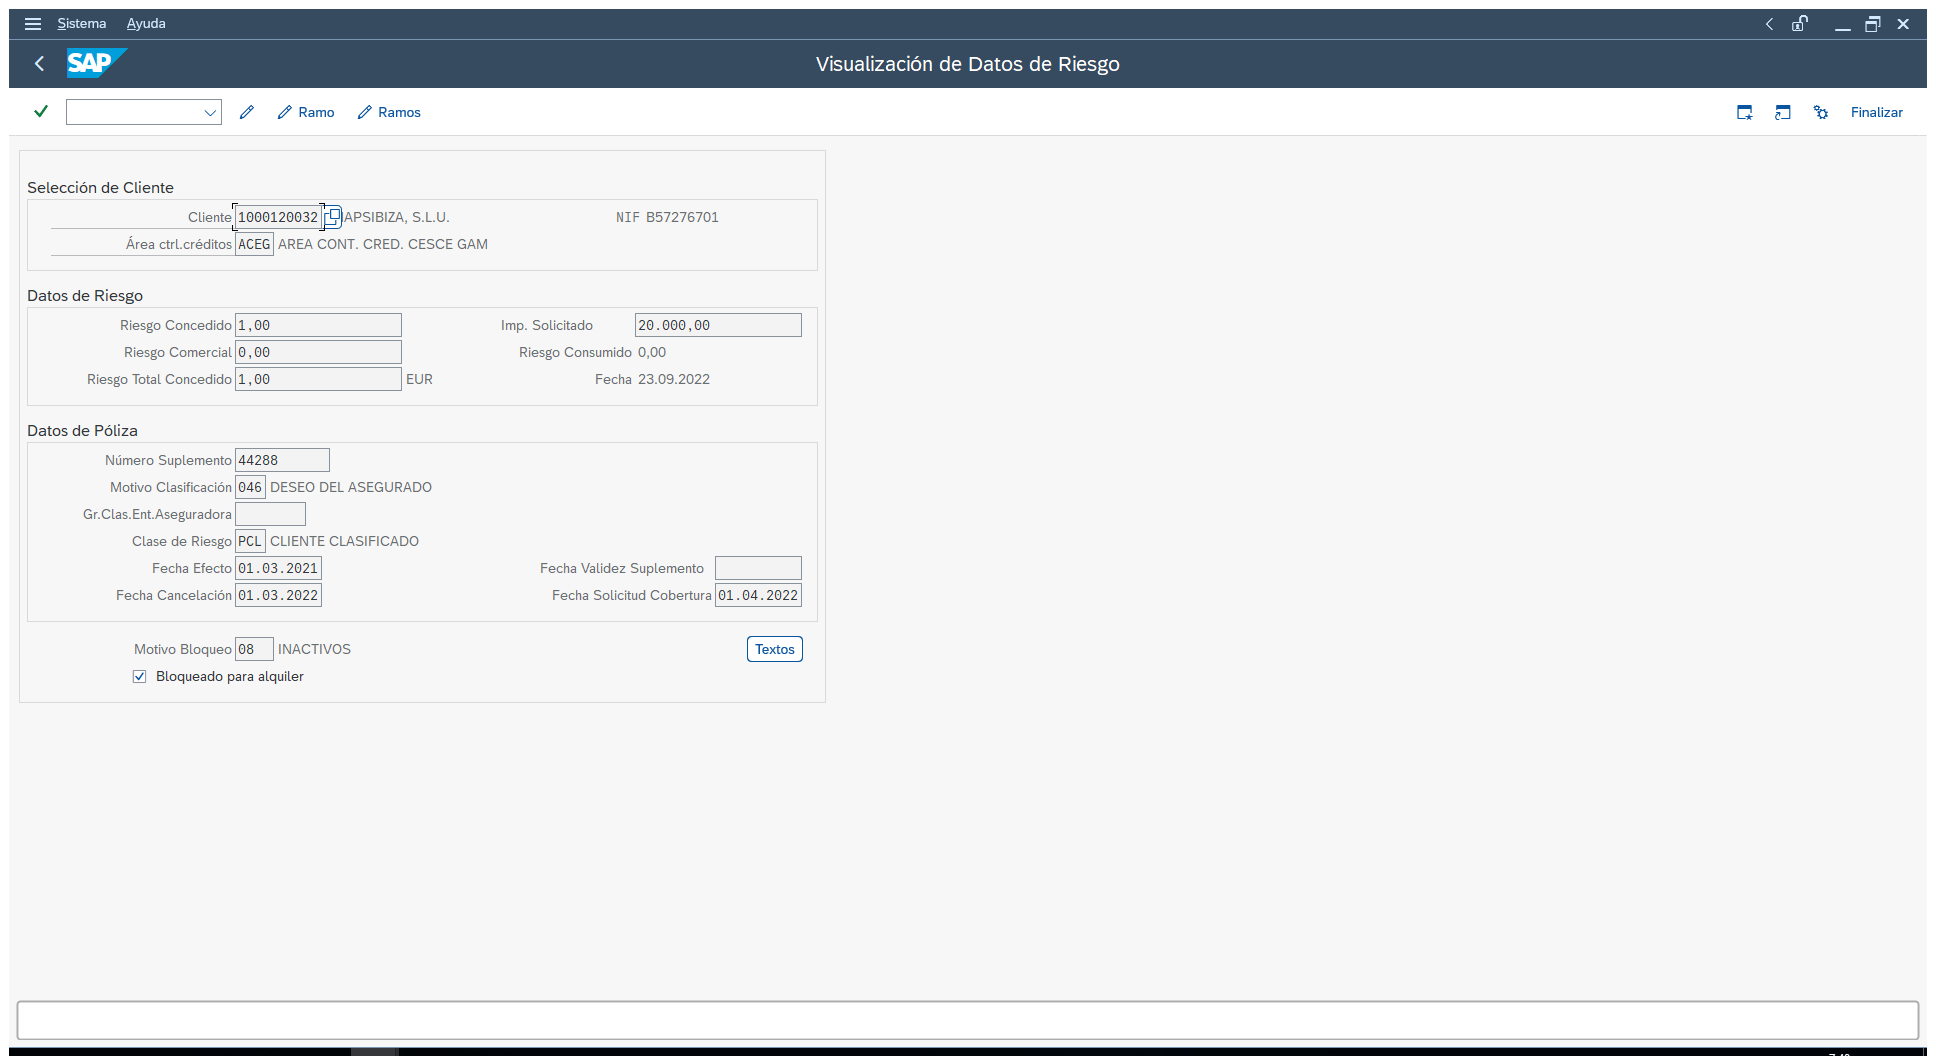 Sistema Ayuda
SAP Visualización de Datos de Riesgo
Ramo Ramos Finalizar
Selección de Cliente
Cliente 1000120032 IAPSIBIZA, S.L.U. NIF B57276701
Área ctrl.créditos ACEG AREA CONT. CRED. CESCE GAM
Datos de Riesgo
Riesgo Concedido 1,00 Imp. Solicitado 20.000,00
Riesgo Comercial 0,00 Riesgo Consumido 0,00
Riesgo Total Concedido 1,00 EUR Fecha 23.09.2022
Datos de Póliza
Número Suplemento 44288
Motivo Clasificación 046 DESEO DEL ASEGURADO
Gr.Clas.Ent.Aseguradora
Clase de Riesgo PCL CLIENTE CLASIFICADO
Fecha Efecto 01.03.2021 Fecha Validez Suplemento
Fecha Cancelación 01.03.2022 Fecha Solicitud Cobertura 01.04.2022
Motivo Bloqueo 08 INACTIVOS Textos
Bloqueado para alquiler